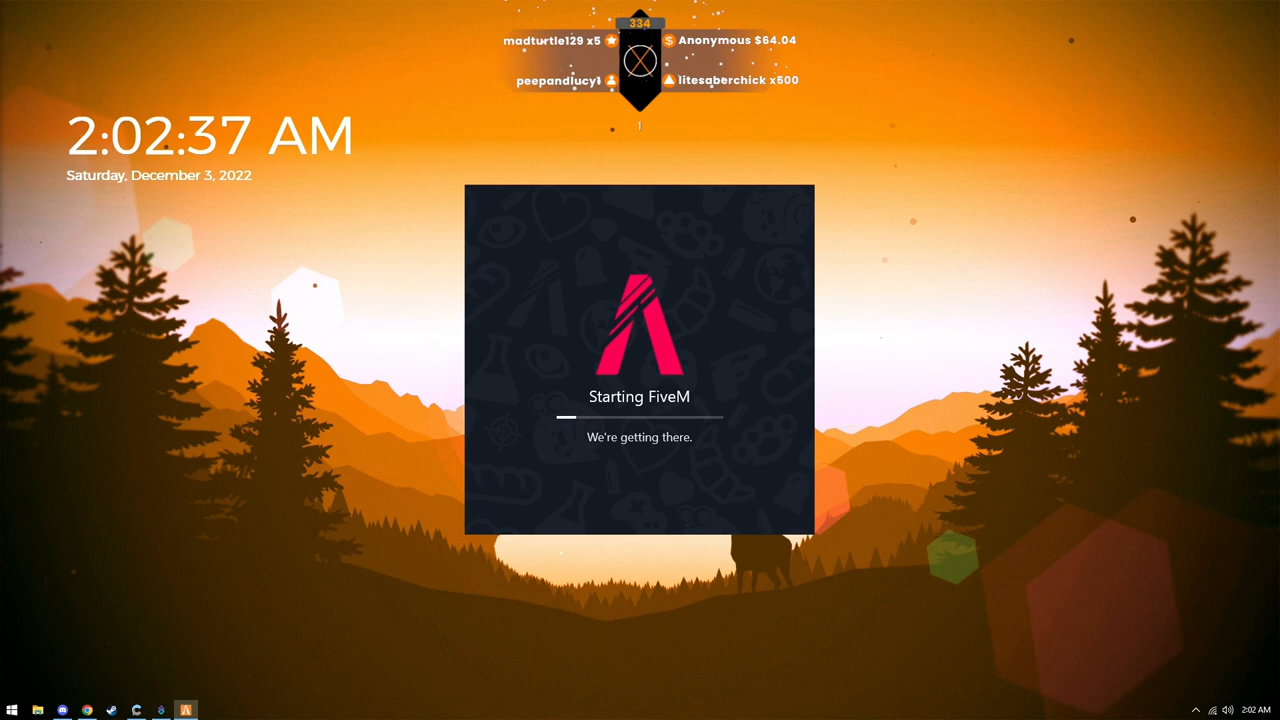 334
madturtle129 x5
Anonymous $64.04
peepandlucy1
litesaberchick x500
1
2:02:37 AM
Saturday, December 3, 2022
Starting FiveM
We're getting there.
2:02 AM